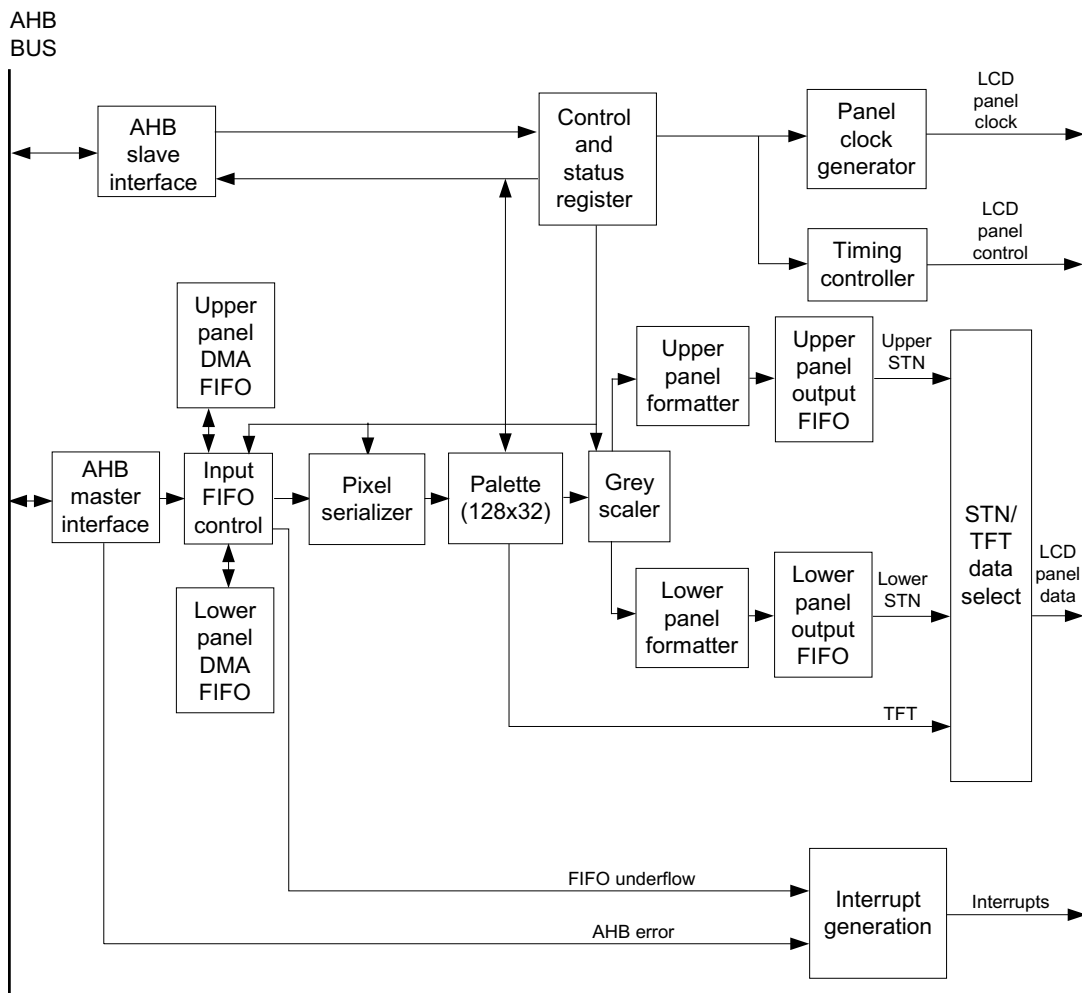 AHB
BUS
AHB
slave
interface
Control
and
status
register
Panel
clock
generator
LCD
panel
clock
Timing
controller
LCD
panel
control
Upper
panel
DMA
FIFO
Upper
panel
formatter
Upper
panel
output
FIFO
Upper
STN
AHB
master
interface
Input
FIFO
control
Pixel
serializer
Palette
(128x32)
Grey
scaler
STN/
TFT
data
select
LCD
panel
data
Lower
panel
DMA
FIFO
Lower
panel
formatter
Lower
panel
output
FIFO
Lower
STN
TFT
FIFO underflow
AHB error
Interrupt
generation
Interrupts